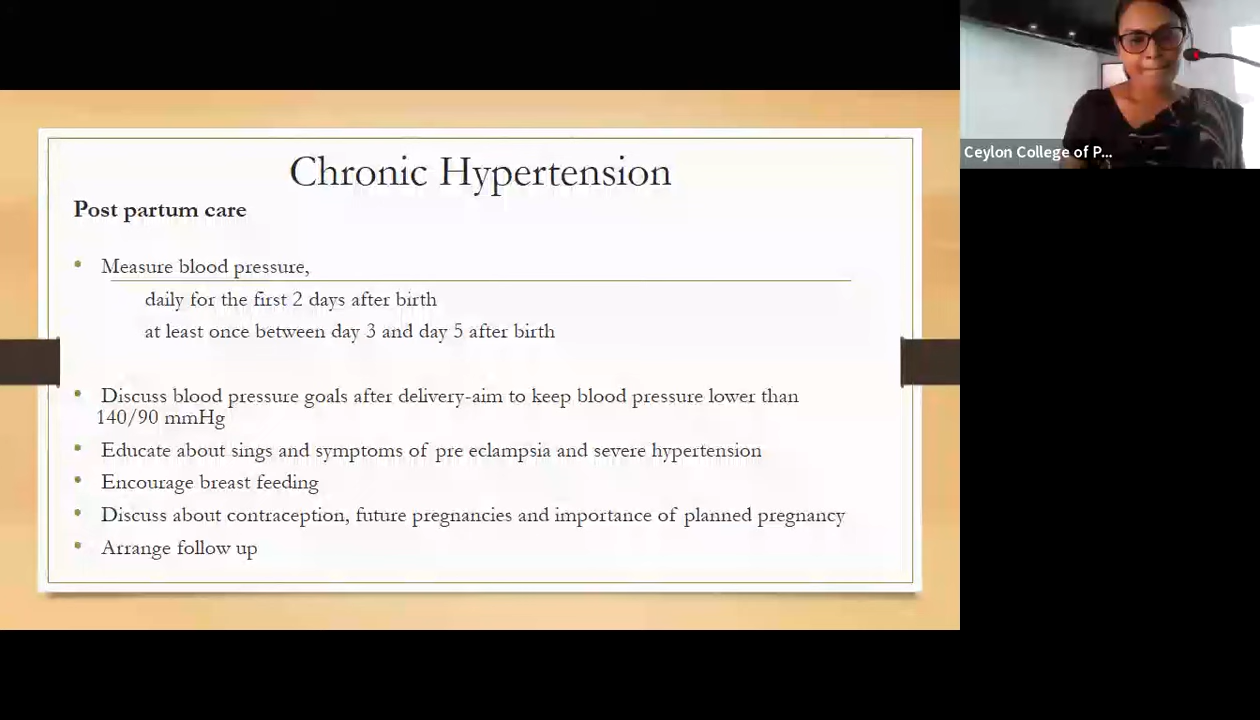 Chronic Hypertension
Post partum care
• Measure blood pressure,
daily for the first 2 days after birth
at least once between day 3 and day 5 after birth
• Discuss blood pressure goals after delivery-aim to keep blood pressure lower than
140/90 mmHg
• Educate about sings and symptoms of pre eclampsia and severe hypertension
• Encourage breast feeding
• Discuss about contraception, future pregnancies and importance of planned pregnancy
• Arrange follow up
Ceylon College of P...